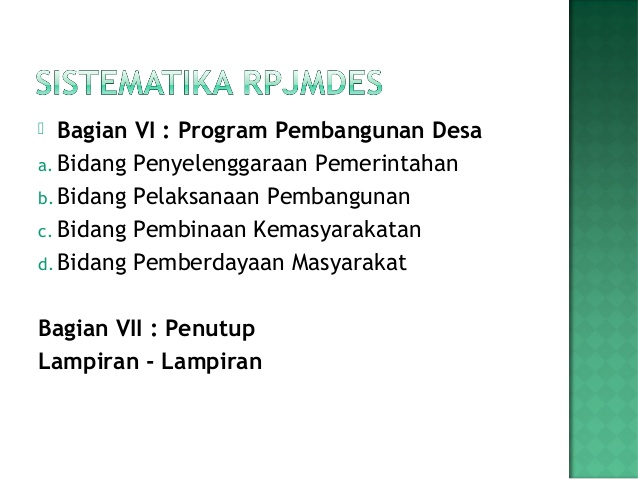 SISTEMATIKA RPJMDES
Bagian VI : Program Pembangunan Desa
a. Bidang Penyelenggaraan Pemerintahan
b. Bidang Pelaksanaan Pembangunan
c. Bidang Pembinaan Kemasyarakatan
d. Bidang Pemberdayaan Masyarakat
Bagian VII : Penutup
Lampiran - Lampiran